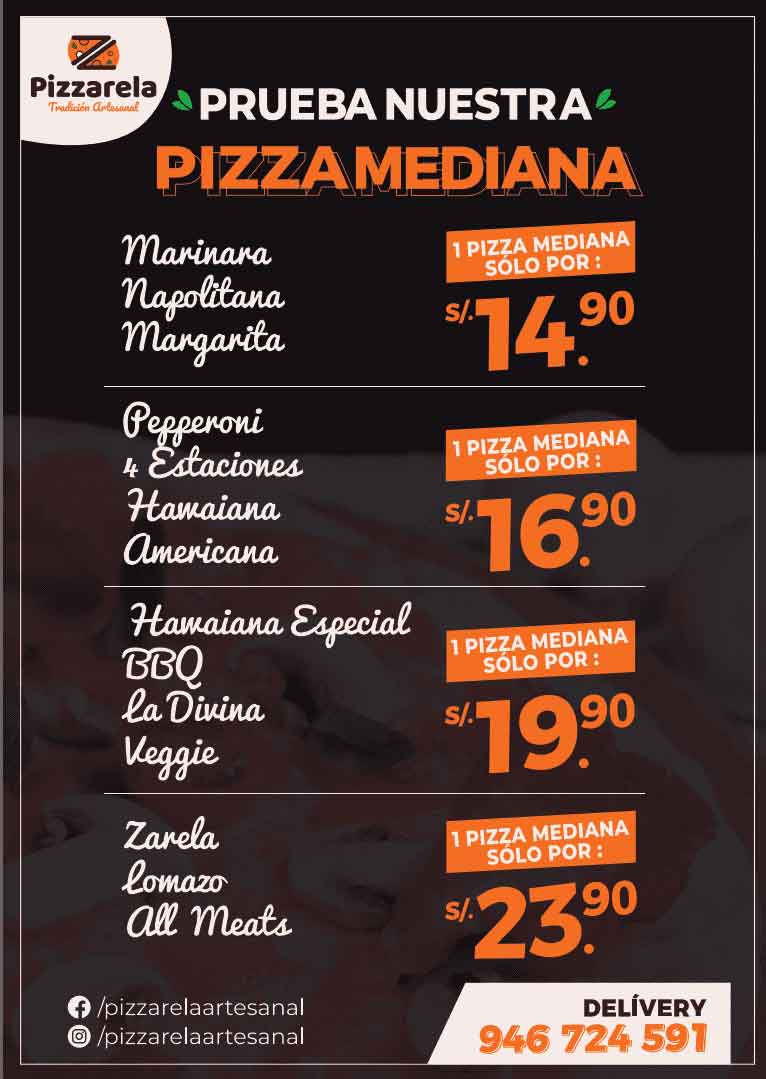 Pizzarela
Tradición Artesanal
PRUEBA NUESTRA
PIZZA MEDIANA
Marinara
Napolitana
Margarita
1 PIZZA MEDIANA
SÓLO POR :
S/. 14.90
Pepperoni
4 Estaciones
Hawaiana
Americana
1 PIZZA MEDIANA
SÓLO POR :
S/. 16.90
Hawaiana Especial
BBQ
La Divina
Veggie
1 PIZZA MEDIANA
SÓLO POR :
S/. 19.90
Zarela
Lomazo
All Meats
1 PIZZA MEDIANA
SÓLO POR :
S/. 23.90
/pizzarelaartesanal
/pizzarelaartesanal
DELÍVERY
946 724 591